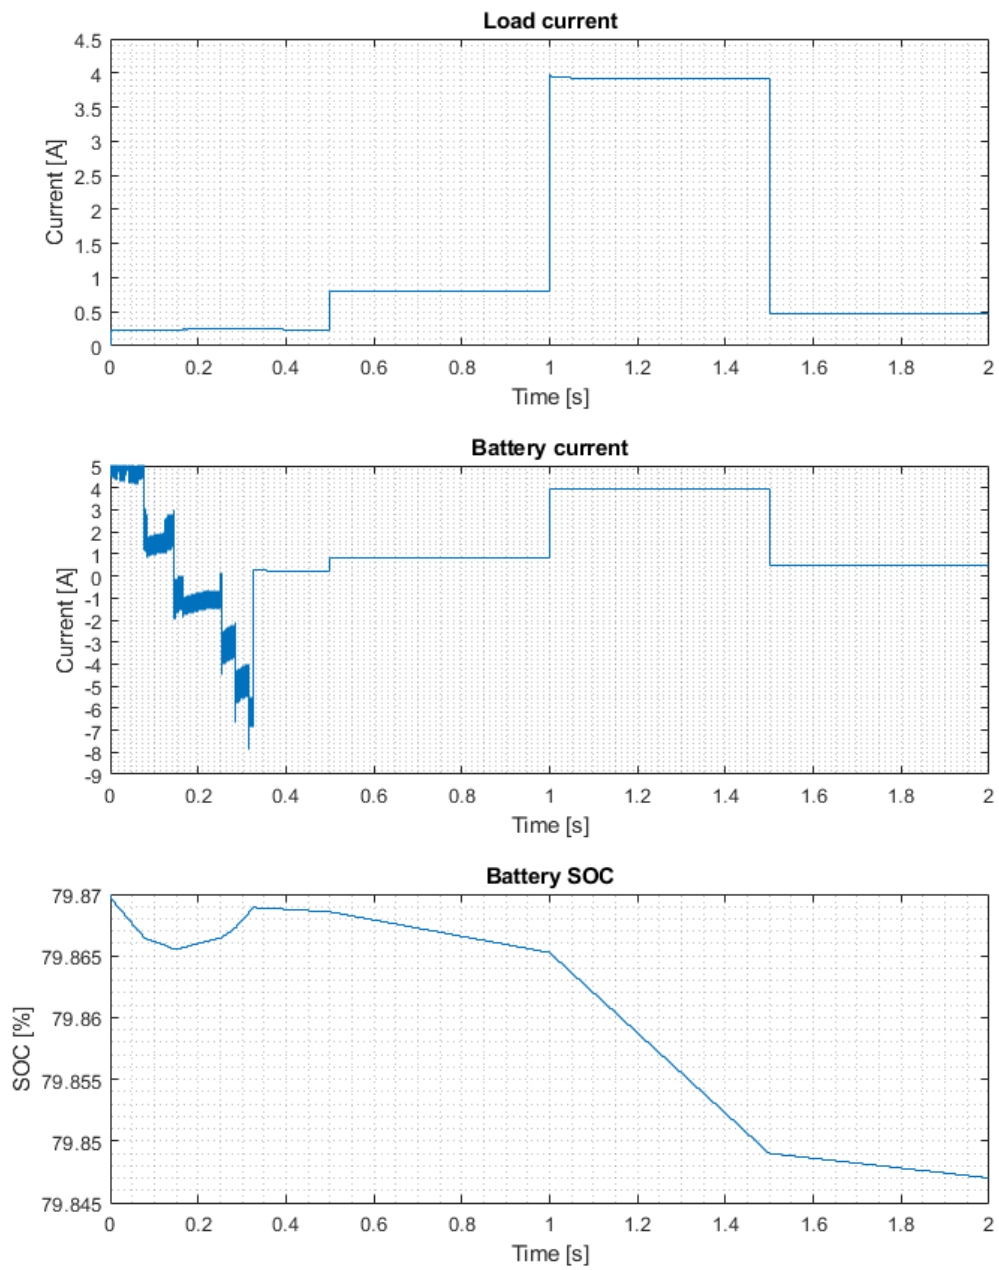 Load current
4.5
4
3.5
3
2.5
2
1.5
1
0.5
0
Current [A]
0 0.2 0.4 0.6 0.8 1 1.2 1.4 1.6 1.8 2
Time [s]
Battery current
5
4
3
2
1
0
-1
-2
-3
-4
-5
-6
-7
-8
-9
Current [A]
0 0.2 0.4 0.6 0.8 1 1.2 1.4 1.6 1.8 2
Time [s]
Battery SOC
79.87
79.865
79.86
79.855
79.85
79.845
SOC [%]
0 0.2 0.4 0.6 0.8 1 1.2 1.4 1.6 1.8 2
Time [s]